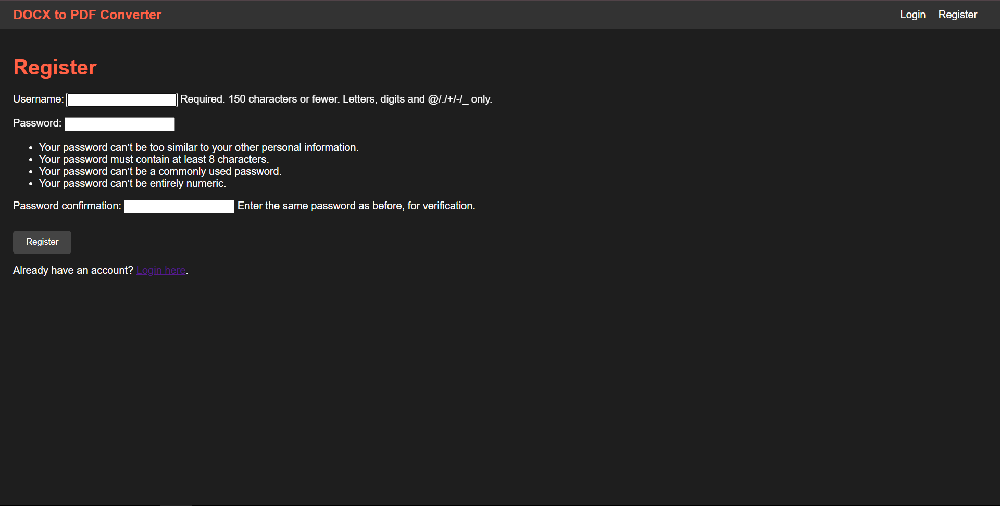 DOCX to PDF Converter
Login Register
Register
Username: Required. 150 characters or fewer. Letters, digits and @/./+/-/_ only.
Password:
• Your password can’t be too similar to your other personal information.
• Your password must contain at least 8 characters.
• Your password can’t be a commonly used password.
• Your password can’t be entirely numeric.
Password confirmation: Enter the same password as before, for verification.
Register
Already have an account? Login here.